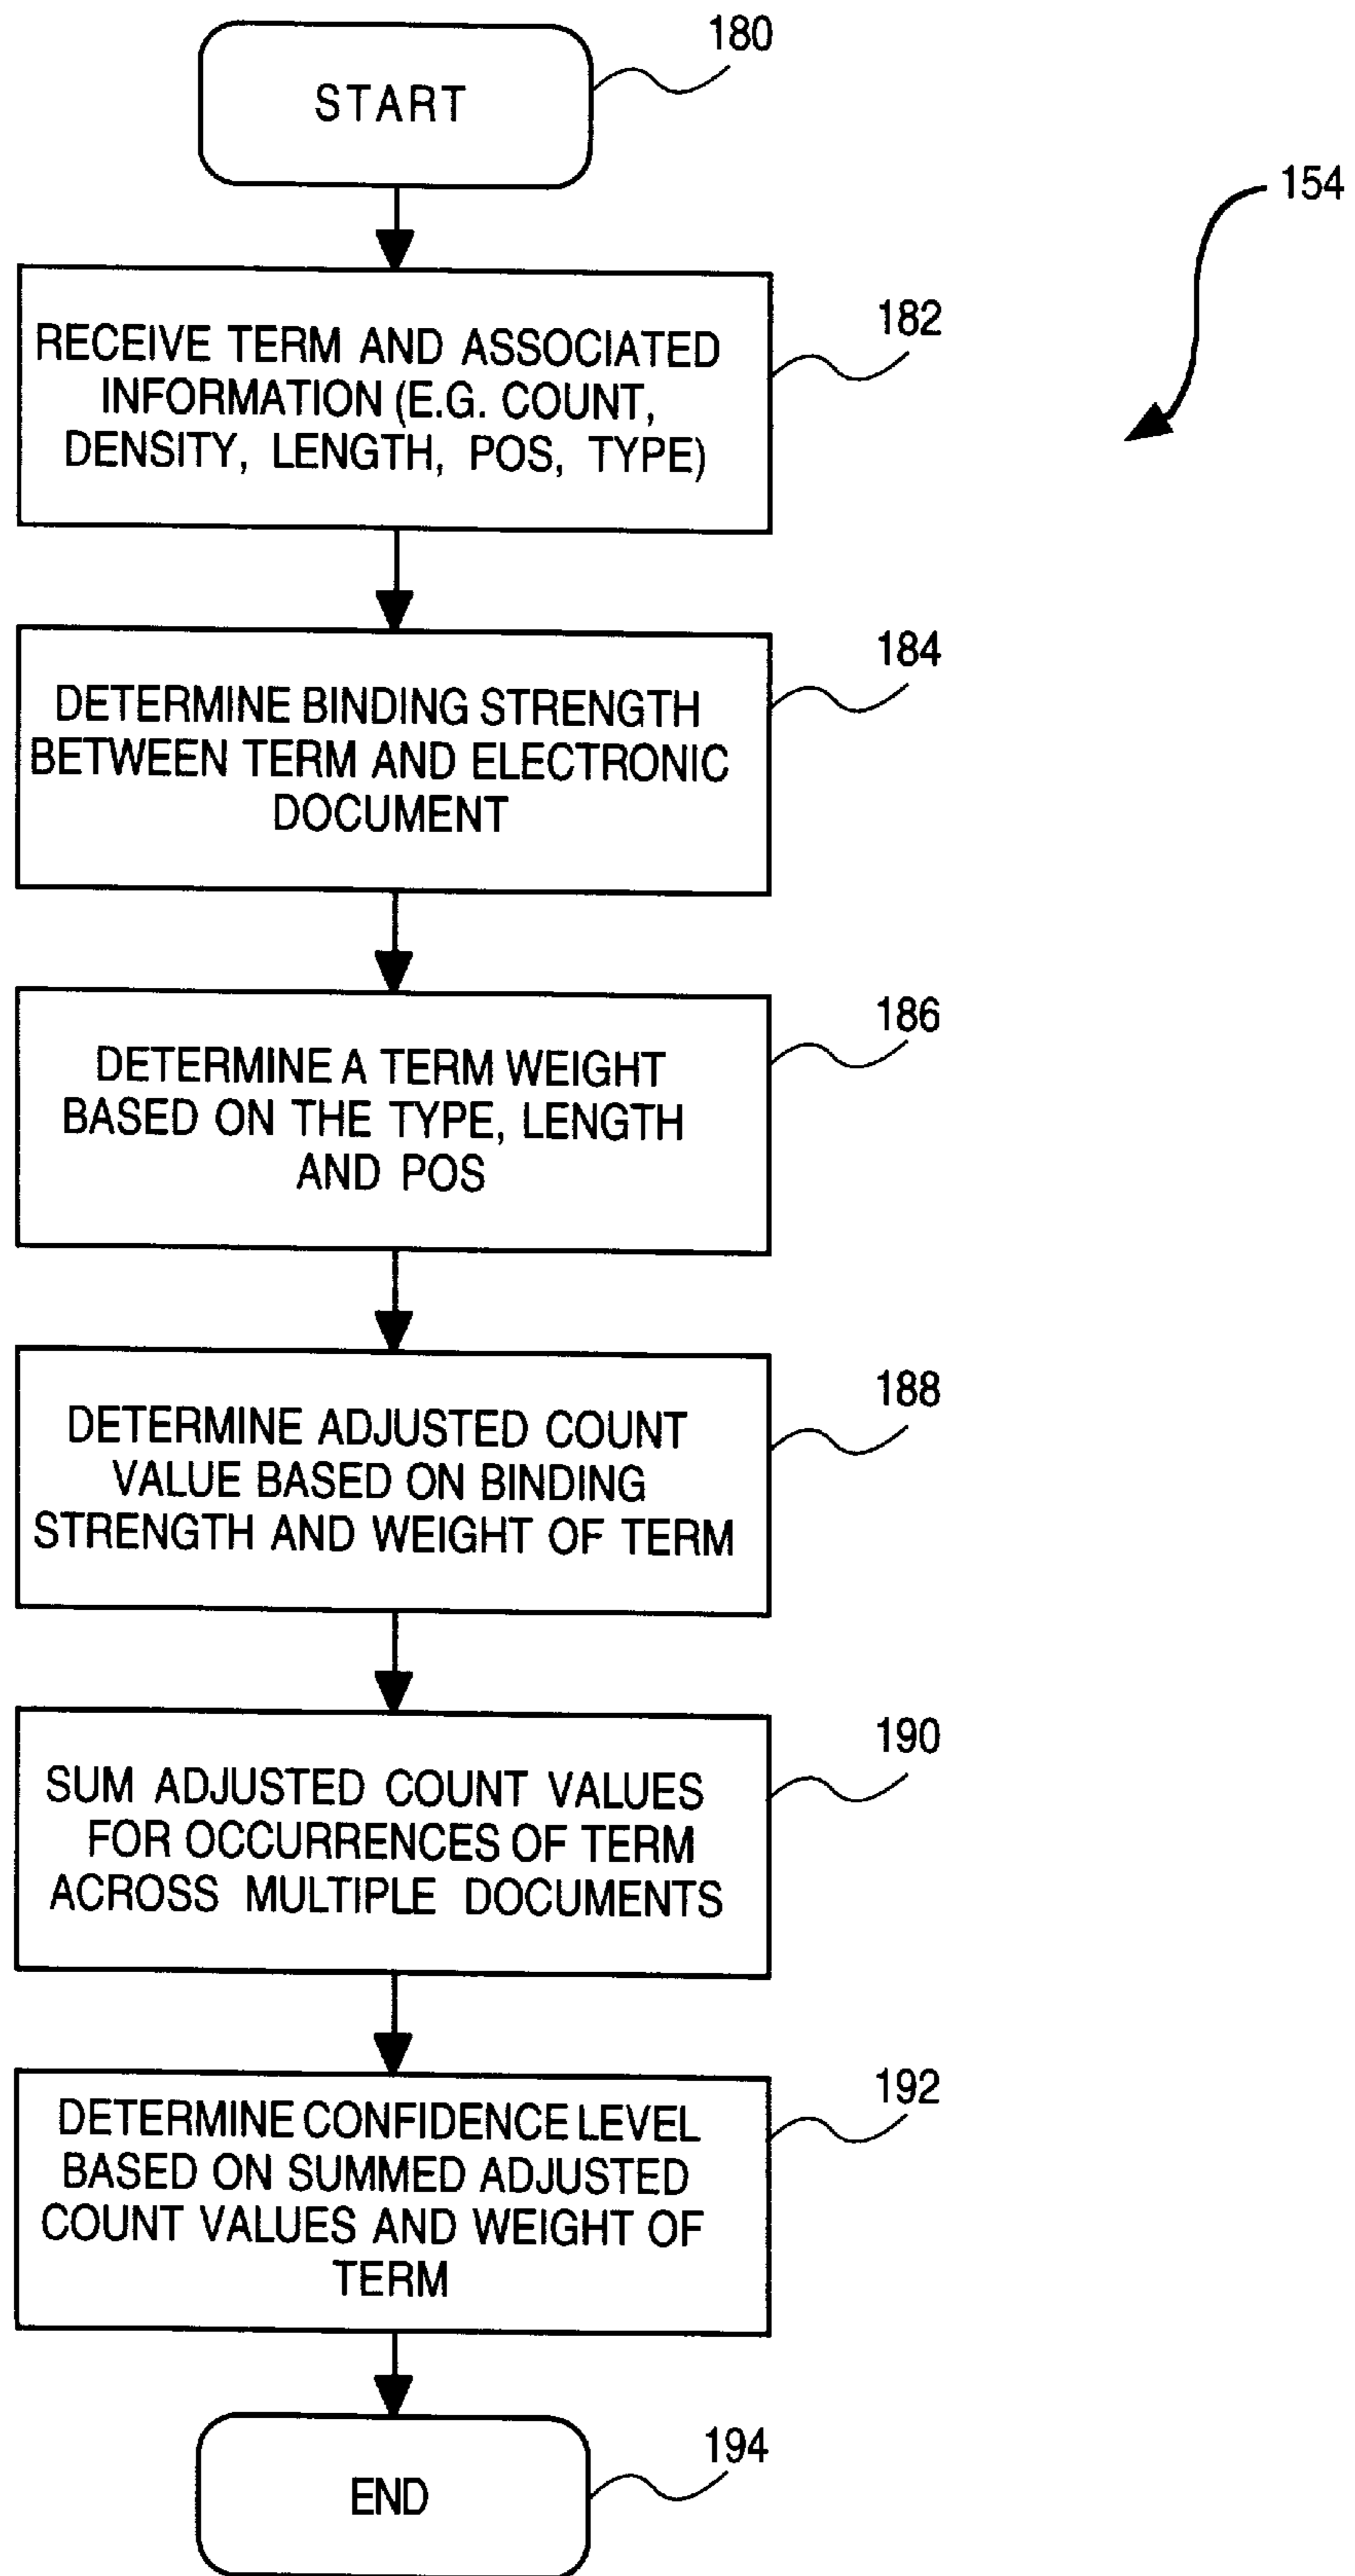 START
180
154
RECEIVE TERM AND ASSOCIATED
INFORMATION (E.G. COUNT,
DENSITY, LENGTH, POS, TYPE)
182
DETERMINE BINDING STRENGTH
BETWEEN TERM AND ELECTRONIC
DOCUMENT
184
DETERMINE A TERM WEIGHT
BASED ON THE TYPE, LENGTH
AND POS
186
DETERMINE ADJUSTED COUNT
VALUE BASED ON BINDING
STRENGTH AND WEIGHT OF TERM
188
SUM ADJUSTED COUNT VALUES
FOR OCCURRENCES OF TERM
ACROSS MULTIPLE DOCUMENTS
190
DETERMINE CONFIDENCE LEVEL
BASED ON SUMMED ADJUSTED
COUNT VALUES AND WEIGHT OF
TERM
192
END
194